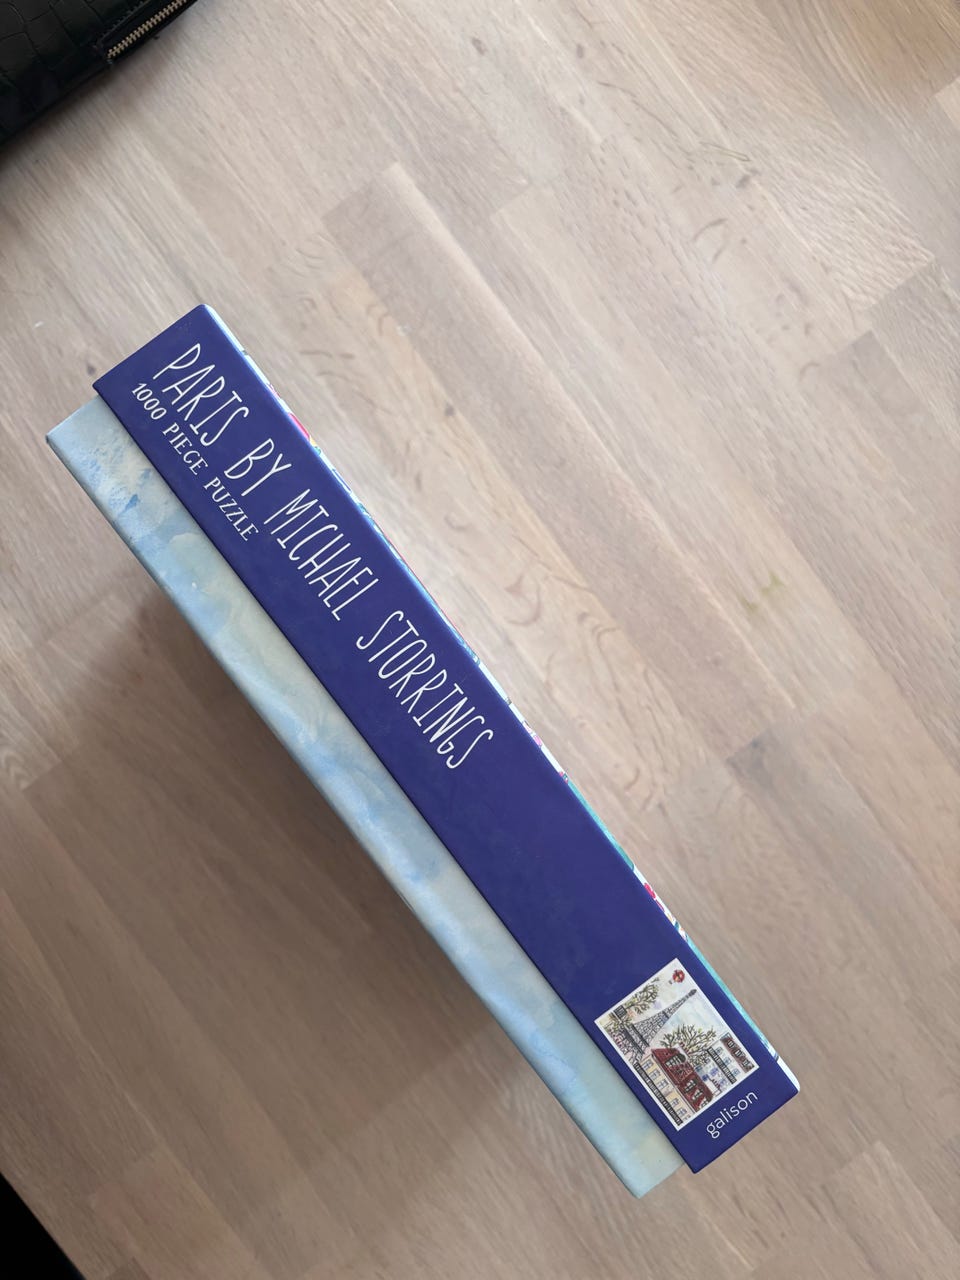 PARIS BY MICHAEL STORRINGS
1000 PIECE PUZZLE
galison